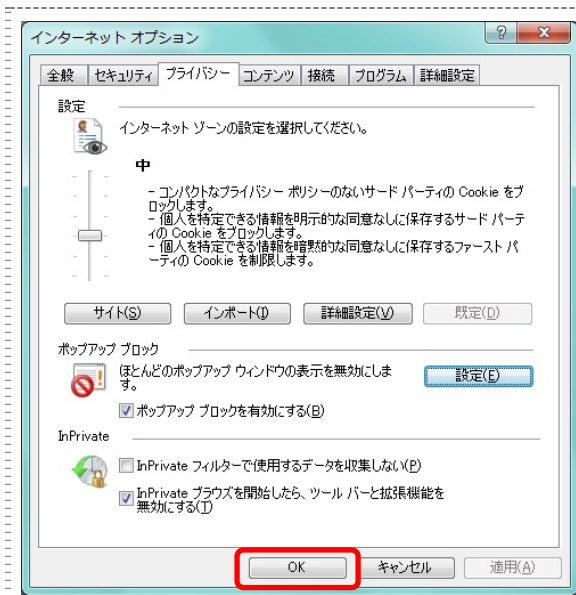 インターネット オプション
全般 セキュリティ プライバシー コンテンツ 接続 プログラム 詳細設定
設定
インターネット ゾーンの設定を選択してください。
中
- コンパクトなプライバシー ポリシーのないサード パーティの Cookie をブ
ロックします。
- 個人を特定できる情報を明示的な同意なしに保存するサード パーテ
ィの Cookie をブロックします。
- 個人を特定できる情報を暗黙的な同意なしに保存するファースト パ
ーティの Cookie を制限します。
サイト(S) インポート(I) 詳細設定(V) 既定(D)
ポップアップ ブロック
ほとんどのポップアップ ウィンドウの表示を無効にしま
す。
設定(E)
ポップアップ ブロックを有効にする(B)
InPrivate
InPrivate フィルターで使用するデータを収集しない(P)
InPrivate ブラウズを開始したら、ツール バーと拡張機能を
無効にする(T)
OK キャンセル 適用(A)